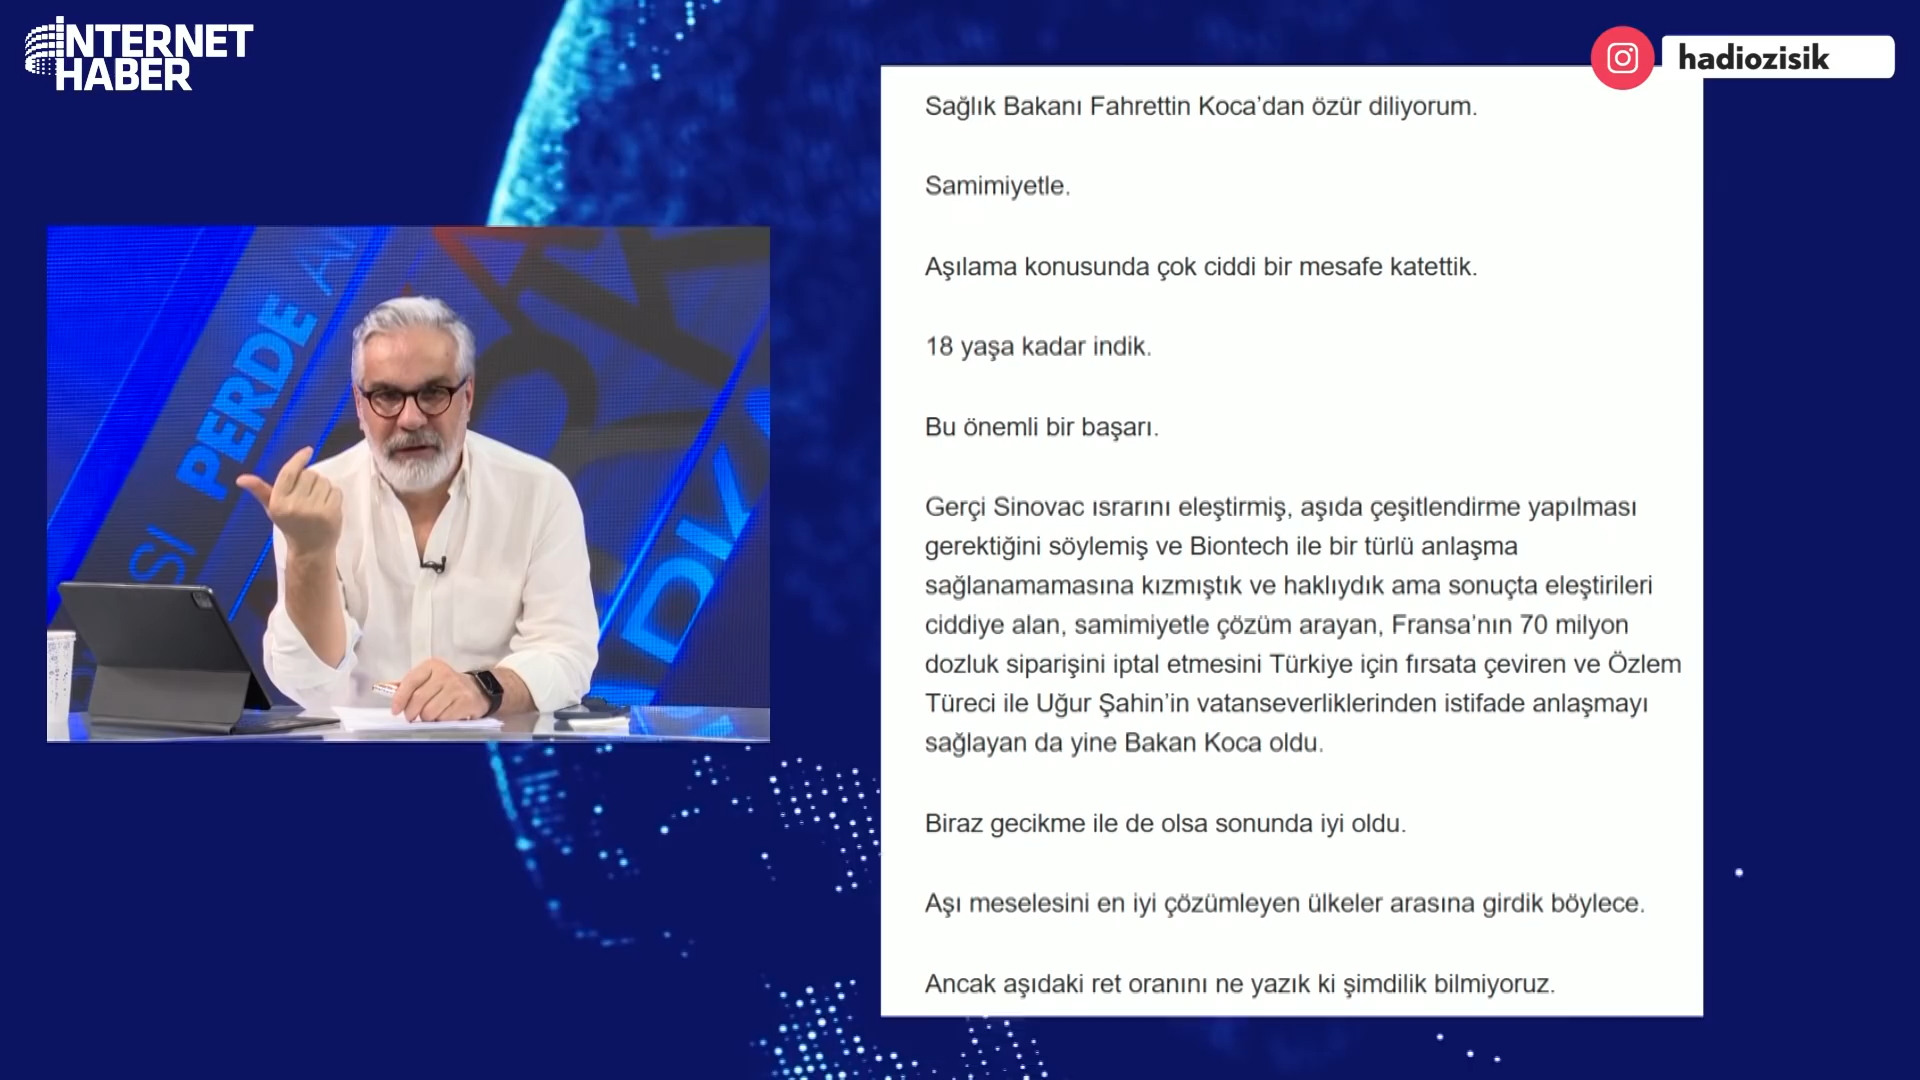 İNTERNET
HABER
hadiozisik
Sağlık Bakanı Fahrettin Koca’dan özür diliyorum.
Samimiyetle.
Aşılama konusunda çok ciddi bir mesafe katettik.
18 yaşa kadar indik.
Bu önemli bir başarı.
Gerçi Sinovac ısrarını eleştirmiş, aşıda çeşitlendirme yapılması
gerektiğini söylemiş ve Biontech ile bir türlü anlaşma
sağlanamamasına kızmıştık ve haklıydık ama sonuçta eleştirileri
ciddiye alan, samimiyetle çözüm arayan, Fransa’nın 70 milyon
dozluk siparişini iptal etmesini Türkiye için fırsata çeviren ve Özlem
Türeci ile Uğur Şahin’in vatanseverliklerinden istifade anlaşmayı
sağlayan da yine Bakan Koca oldu.
Biraz gecikme ile de olsa sonunda iyi oldu.
Aşı meselesini en iyi çözümleyen ülkeler arasına girdik böylece.
Ancak aşıdaki ret oranını ne yazık ki şimdilik bilmiyoruz.
PERDE